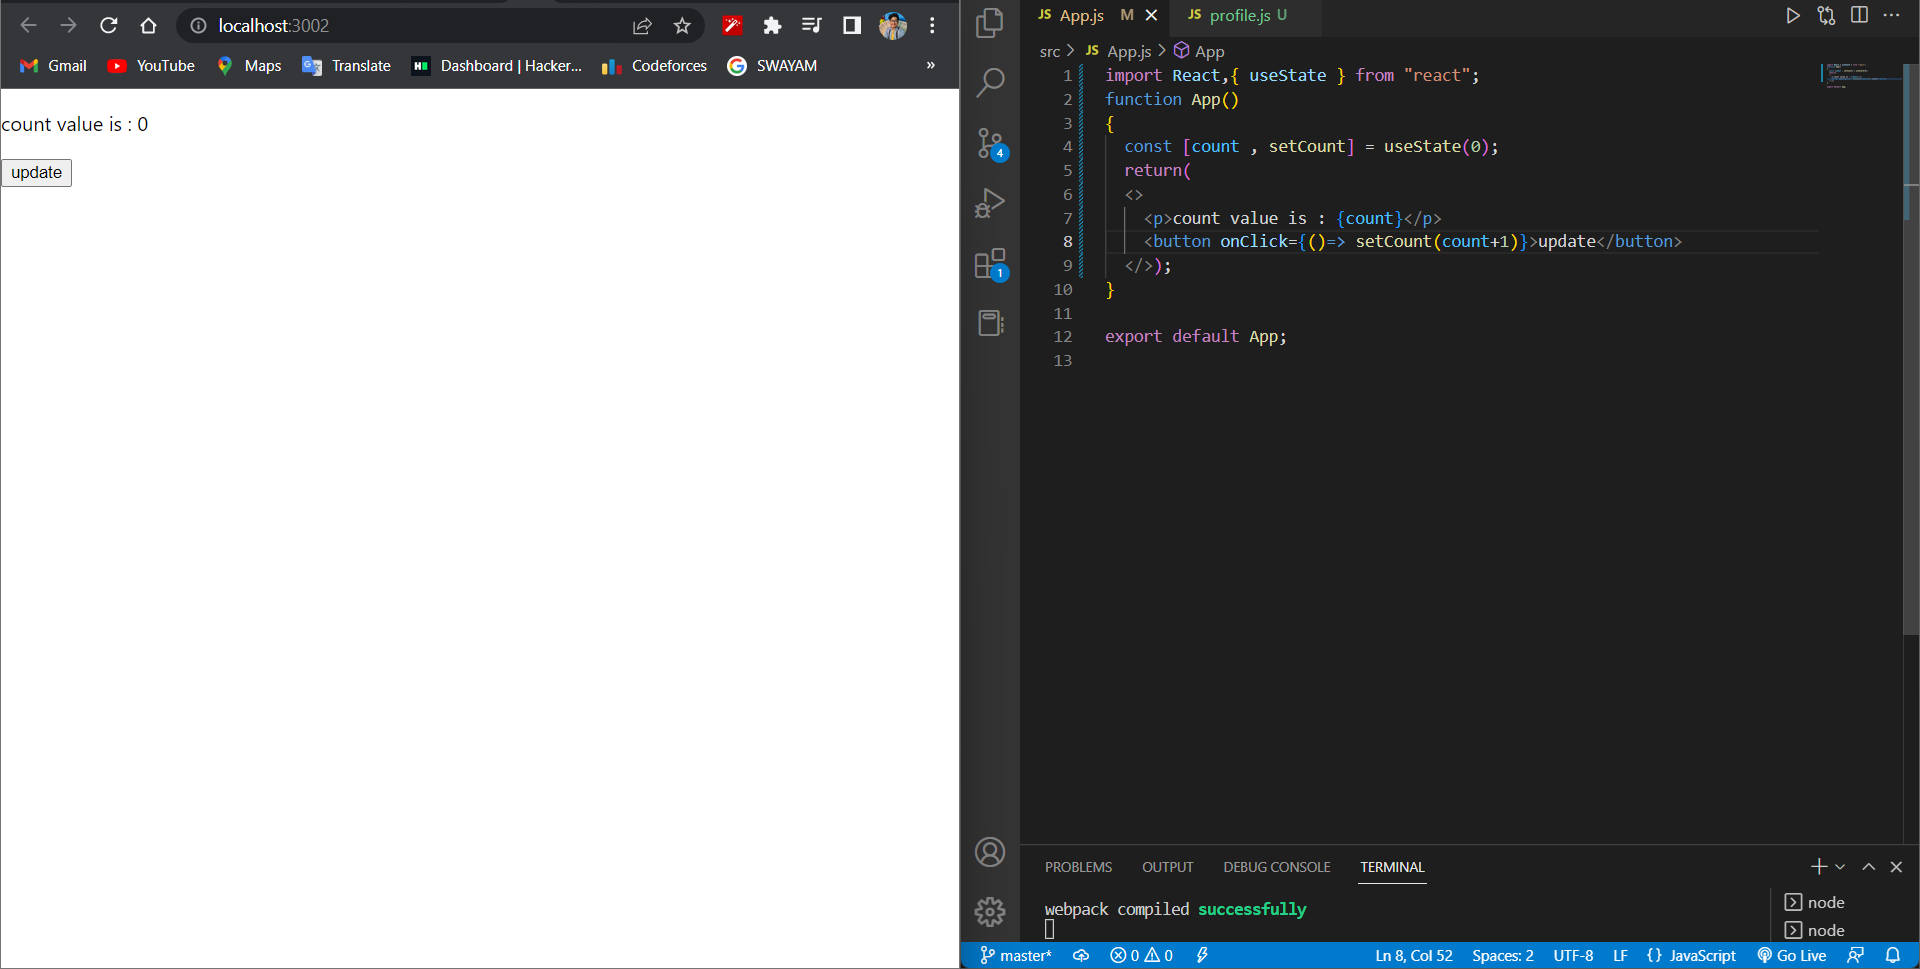 localhost:3002
Gmail YouTube Maps Translate Dashboard | Hacker... Codeforces SWAYAM »
count value is : 0
update
JS App.js M JS profile.js U
src > JS App.js > App
4
1
1 import React,{ useState } from "react";
2 function App()
3 {
4 const [count , setCount] = useState(0);
5 return(
6 <>
7 <p>count value is : {count}</p>
8 <button onClick={()=> setCount(count+1)}>update</button>
9 </>);
10 }
11
12 export default App;
13
PROBLEMS OUTPUT DEBUG CONSOLE TERMINAL
webpack compiled successfully
node
node
master* 0 0 Ln 8, Col 52 Spaces: 2 UTF-8 LF {} JavaScript Go Live